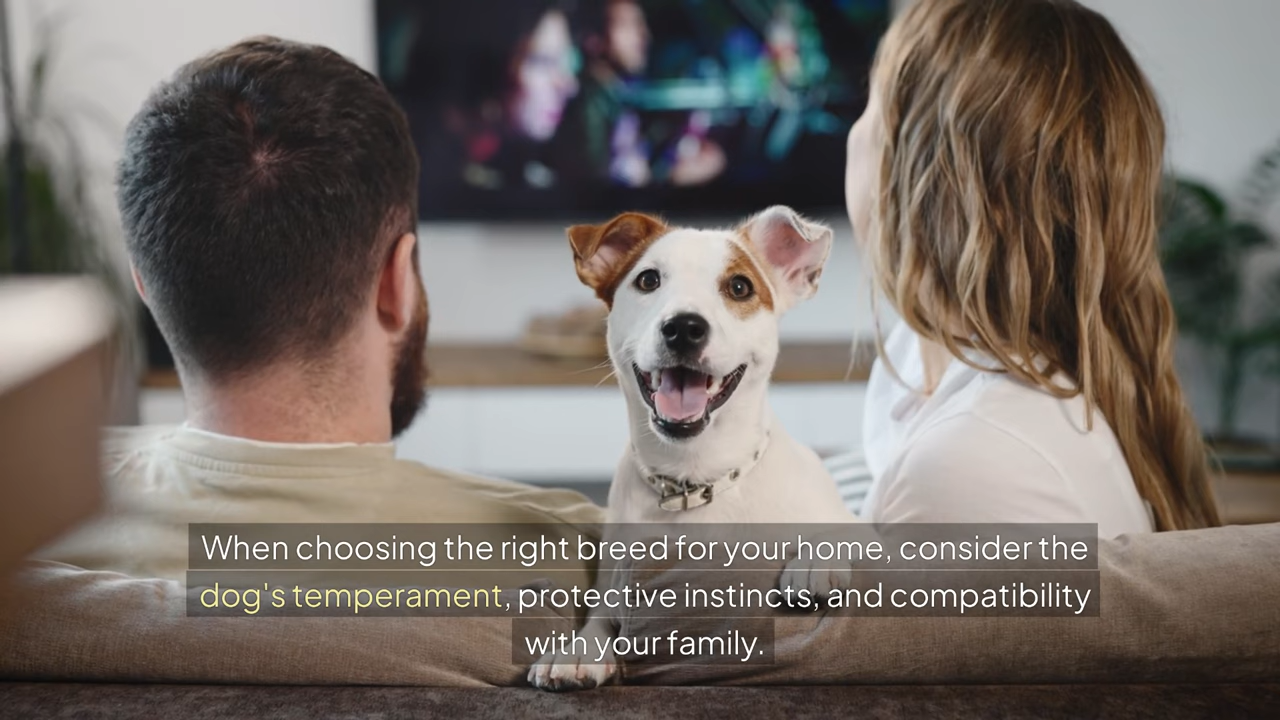 When choosing the right breed for your home, consider the
dog's temperament, protective instincts, and compatibility
with your family.